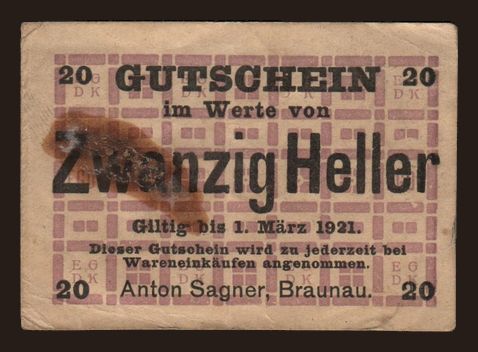 20 GUTSCHEIN 20
im Werte von
Zwanzig Heller
Giltig bis 1. März 1921.
Dieser Gutschein wird zu jederzeit bei
Wareneinkäufen angenommen.
20 Anton Sagner, Braunau. 20
E G
D K
E G
D K